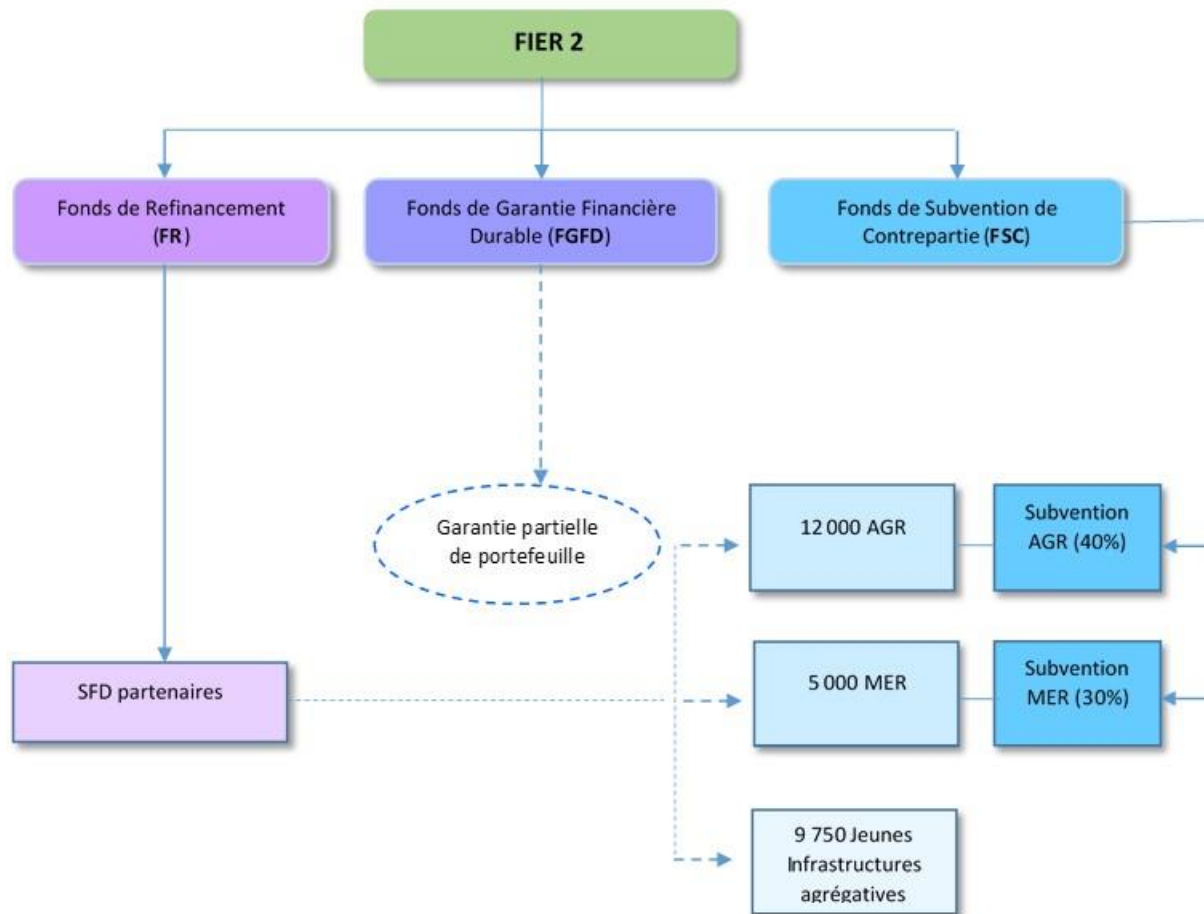 FIER 2
Fonds de Refinancement
(FR)
Fonds de Garantie Financière
Durable (FGFD)
Fonds de Subvention de
Contrepartie (FSC)
Garantie partielle
de portefeuille
12 000 AGR
Subvention
AGR (40%)
SFD partenaires
5 000 MER
Subvention
MER (30%)
9 750 Jeunes
Infrastructures
agrégatives